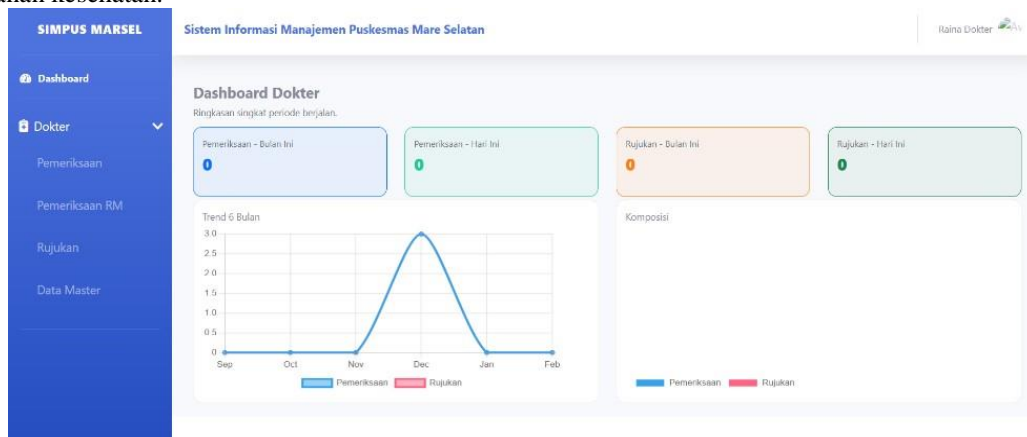 kesehatan.
SIMPUS MARSEL
Sistem Informasi Manajemen Puskesmas Mare Selatan
Raina Dokter
Dashboard
Dokter
Pemeriksaan
Pemeriksaan RM
Rujukan
Data Master
Dashboard Dokter
Ringkasan singkat periode berjalan.
Pemeriksaan - Bulan Ini
0
Pemeriksaan - Hari Ini
0
Rujukan - Bulan Ini
0
Rujukan - Hari Ini
0
Trend 6 Bulan
3.0
2.5
2.0
1.5
1.0
0.5
0
Sep Oct Nov Dec Jan Feb
Pemeriksaan Rujukan
Komposisi
Pemeriksaan Rujukan